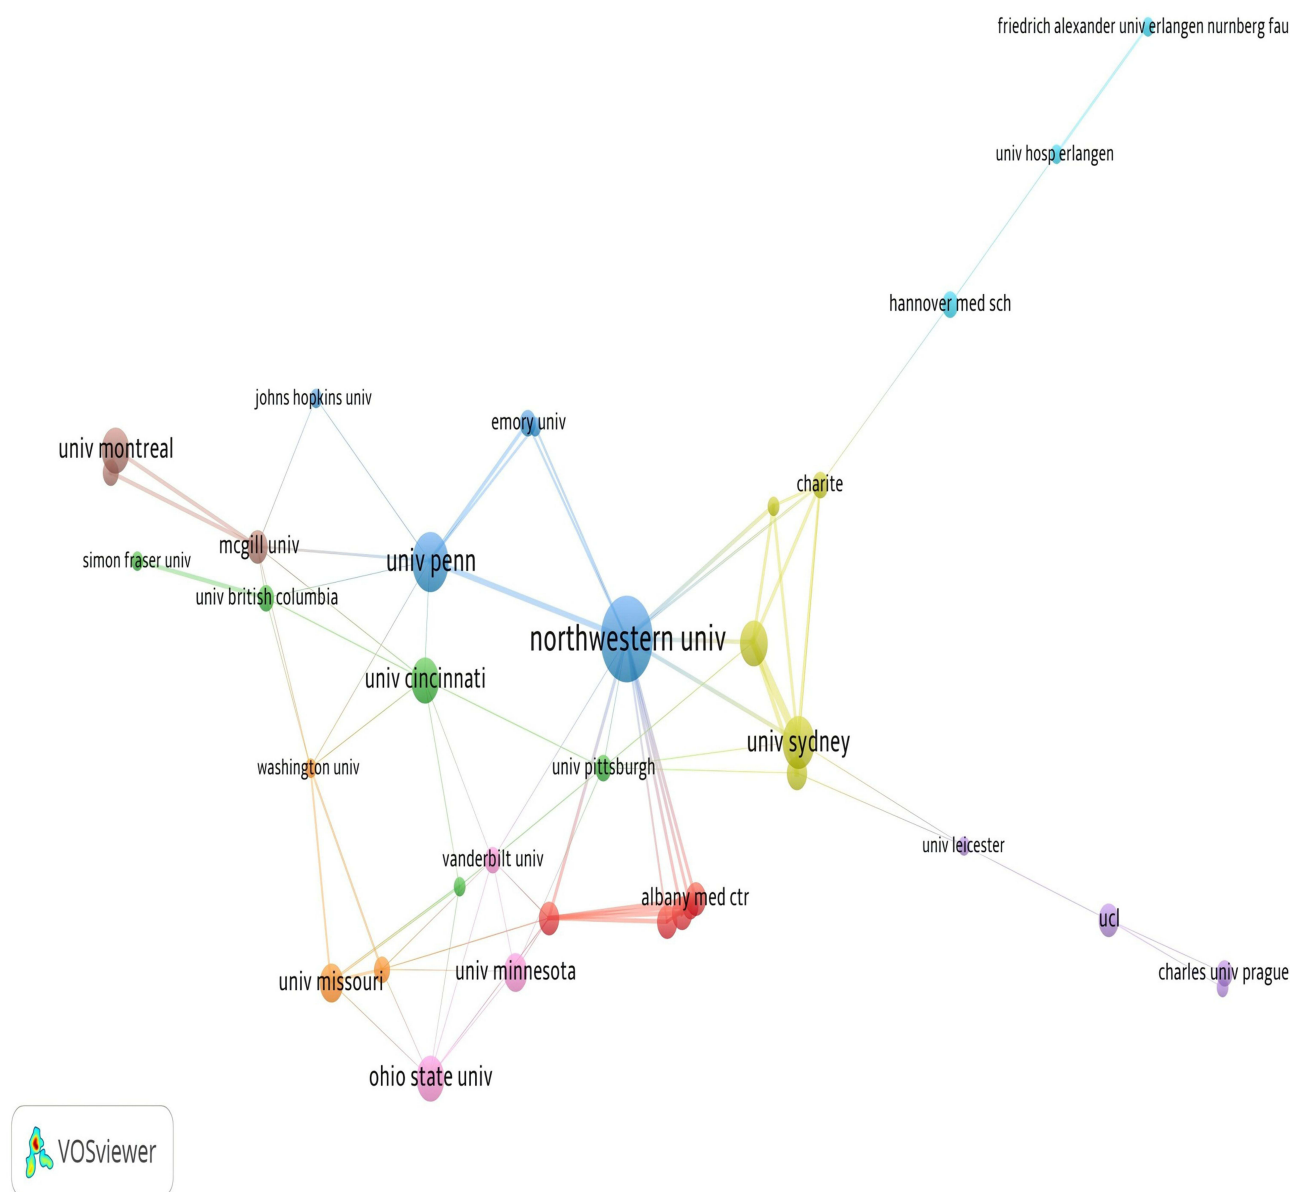 friedrich alexander univ erlangen nurnberg fau
univ hosp erlangen
hannover med sch
johns hopkins univ
emory univ
univ montreal
charite
mcgill univ
simon fraser univ
univ penn
univ british columbia
northwestern univ
univ cincinnati
univ sydney
washington univ
univ pittsburgh
vanderbilt univ
univ leicester
albany med ctr
ucl
univ missouri
univ minnesota
charles univ prague
ohio state univ
VOSviewer